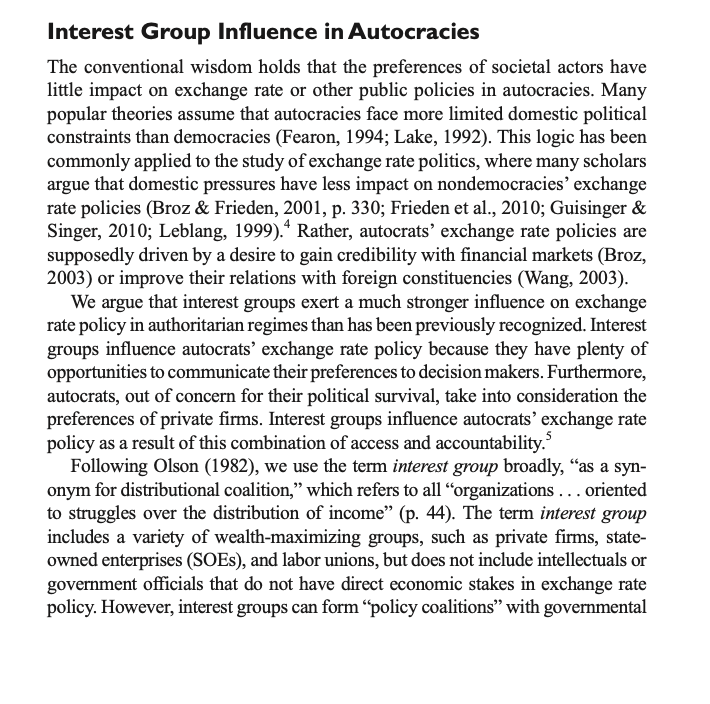 Interest Group Influence in Autocracies
The conventional wisdom holds that the preferences of societal actors have
little impact on exchange rate or other public policies in autocracies. Many
popular theories assume that autocracies face more limited domestic political
constraints than democracies (Fearon, 1994; Lake, 1992). This logic has been
commonly applied to the study of exchange rate politics, where many scholars
argue that domestic pressures have less impact on nondemocracies’ exchange
rate policies (Broz & Frieden, 2001, p. 330; Frieden et al., 2010; Guisinger &
Singer, 2010; Leblang, 1999).4 Rather, autocrats’ exchange rate policies are
supposedly driven by a desire to gain credibility with financial markets (Broz,
2003) or improve their relations with foreign constituencies (Wang, 2003).
We argue that interest groups exert a much stronger influence on exchange
rate policy in authoritarian regimes than has been previously recognized. Interest
groups influence autocrats’ exchange rate policy because they have plenty of
opportunities to communicate their preferences to decision makers. Furthermore,
autocrats, out of concern for their political survival, take into consideration the
preferences of private firms. Interest groups influence autocrats’ exchange rate
policy as a result of this combination of access and accountability.5
Following Olson (1982), we use the term interest group broadly, “as a syn-
onym for distributional coalition,” which refers to all “organizations . . . oriented
to struggles over the distribution of income” (p. 44). The term interest group
includes a variety of wealth-maximizing groups, such as private firms, state-
owned enterprises (SOEs), and labor unions, but does not include intellectuals or
government officials that do not have direct economic stakes in exchange rate
policy. However, interest groups can form “policy coalitions” with governmental